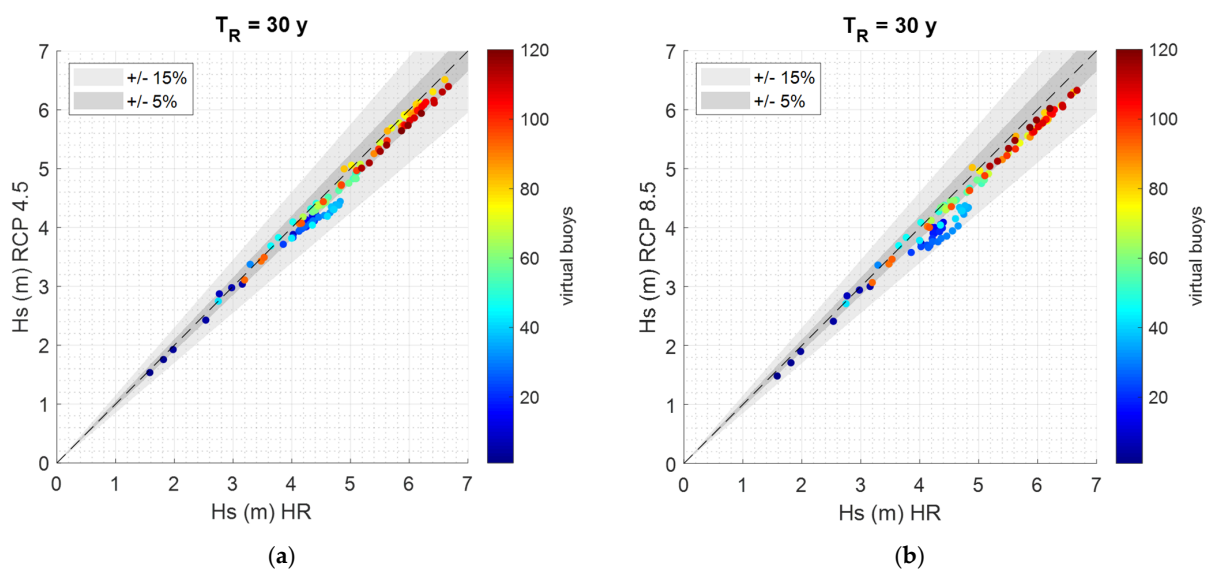 T_R = 30 y
7
6
5
4
3
2
1
0
0 1 2 3 4 5 6 7
Hs (m) RCP 4.5
Hs (m) HR
+/- 15%
+/- 5%
120
100
80
60
40
20
virtual buoys
(a)
T_R = 30 y
7
6
5
4
3
2
1
0
0 1 2 3 4 5 6 7
Hs (m) RCP 8.5
Hs (m) HR
+/- 15%
+/- 5%
120
100
80
60
40
20
virtual buoys
(b)